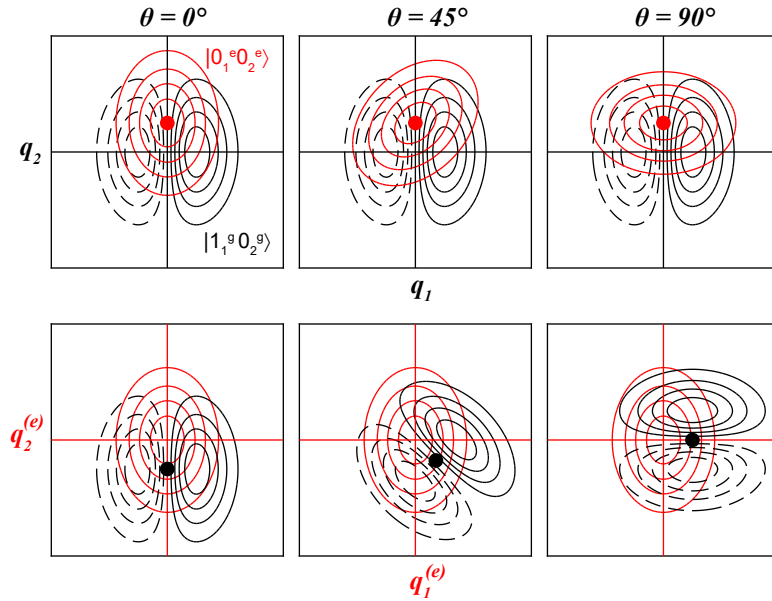 θ = 0° θ = 45° θ = 90°
|0₁ᵉ0₂ᵉ⟩
q₂
|1₁ᵍ0₂ᵍ⟩
q₁
q₂⁽ᵉ⁾
q₁⁽ᵉ⁾